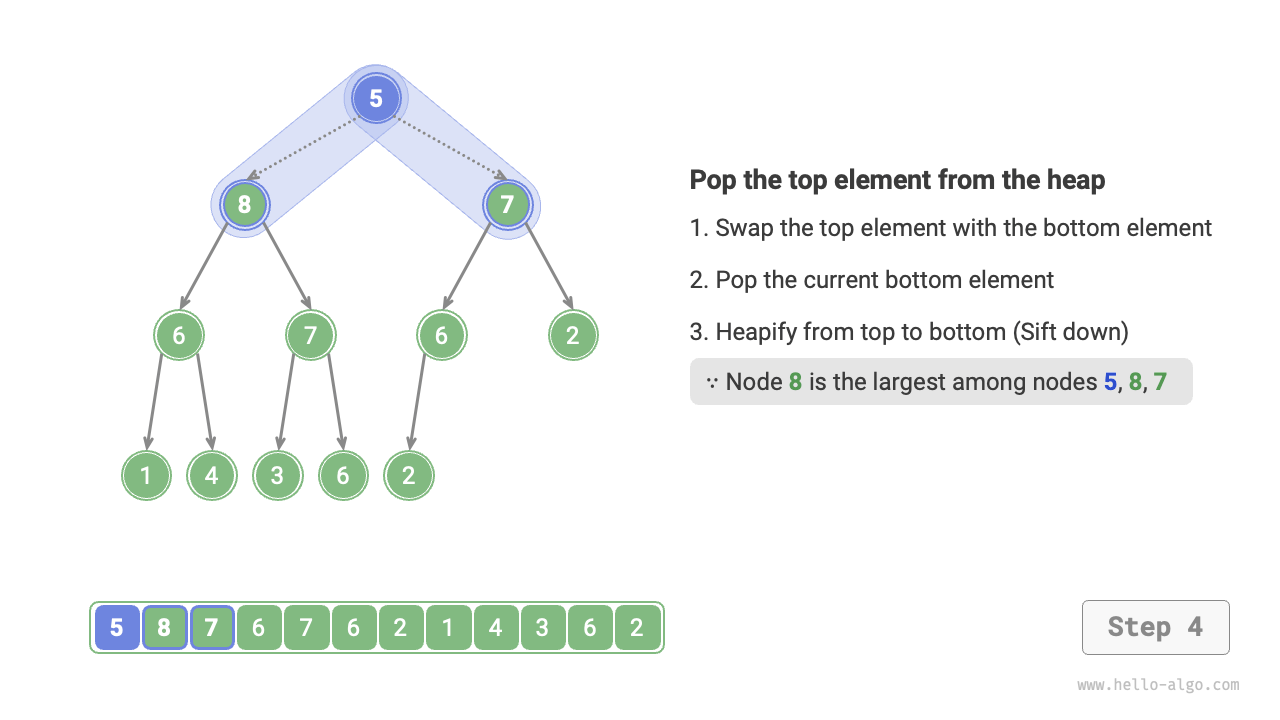 5
8 7
6 7 6 2
1 4 3 6 2
Pop the top element from the heap
1. Swap the top element with the bottom element
2. Pop the current bottom element
3. Heapify from top to bottom (Sift down)
∵ Node 8 is the largest among nodes 5, 8, 7
5 8 7 6 7 6 2 1 4 3 6 2
Step 4
www.hello-algo.com